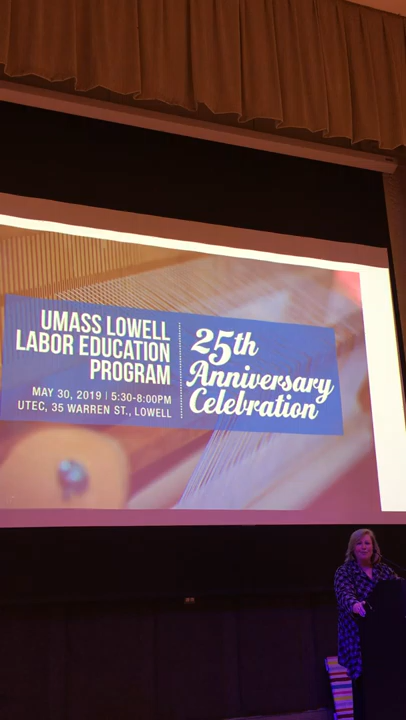 UMASS LOWELL
LABOR EDUCATION
PROGRAM
MAY 30, 2019 | 5:30-8:00PM
UTEC, 35 WARREN ST., LOWELL
25th
Anniversary
Celebration